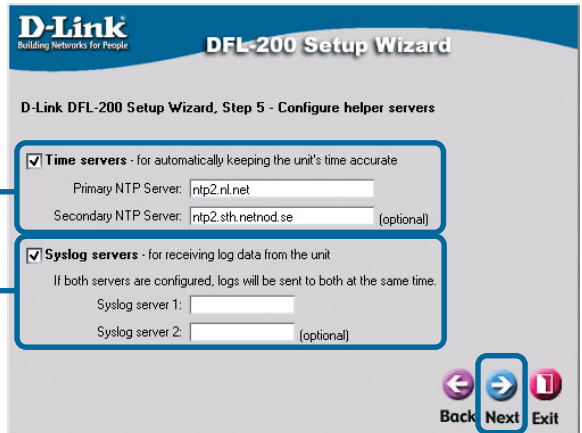 D-Link
Building Networks for People
DFL-200 Setup Wizard
D-Link DFL-200 Setup Wizard, Step 5 - Configure helper servers
Time servers - for automatically keeping the unit's time accurate
Primary NTP Server: ntp2.nl.net
Secondary NTP Server: ntp2.sth.netnod.se (optional)
Syslog servers - for receiving log data from the unit
If both servers are configured, logs will be sent to both at the same time.
Syslog server 1:
Syslog server 2: (optional)
Back Next Exit